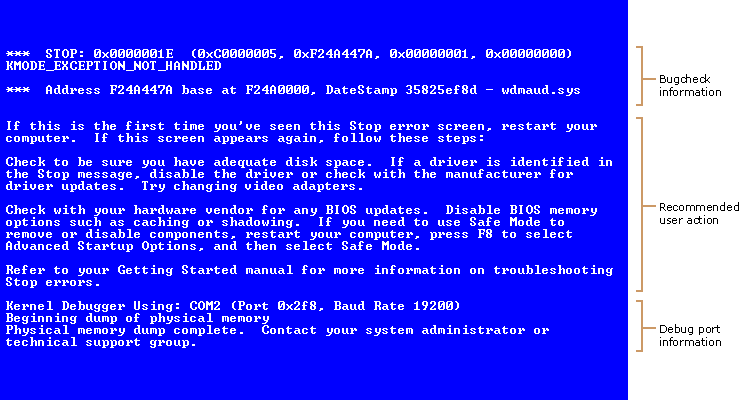 *** STOP: 0x0000001E (0xC0000005, 0xF24A447A, 0x00000001, 0x00000000)
KMODE_EXCEPTION_NOT_HANDLED
*** Address F24A447A base at F24A0000, DateStamp 35825ef8d - wdmaud.sys
Bugcheck
information
If this is the first time you've seen this Stop error screen, restart your
computer. If this screen appears again, follow these steps:
Check to be sure you have adequate disk space. If a driver is identified in
the Stop message, disable the driver or check with the manufacturer for
driver updates. Try changing video adapters.
Check with your hardware vendor for any BIOS updates. Disable BIOS memory
options such as caching or shadowing. If you need to use Safe Mode to
remove or disable components, restart your computer, press F8 to select
Advanced Startup Options, and then select Safe Mode.
Refer to your Getting Started manual for more information on troubleshooting
Stop errors.
Recommended
user action
Kernel Debugger Using: COM2 (Port 0x2f8, Baud Rate 19200)
Beginning dump of physical memory
Physical memory dump complete. Contact your system administrator or
technical support group.
Debug port
information